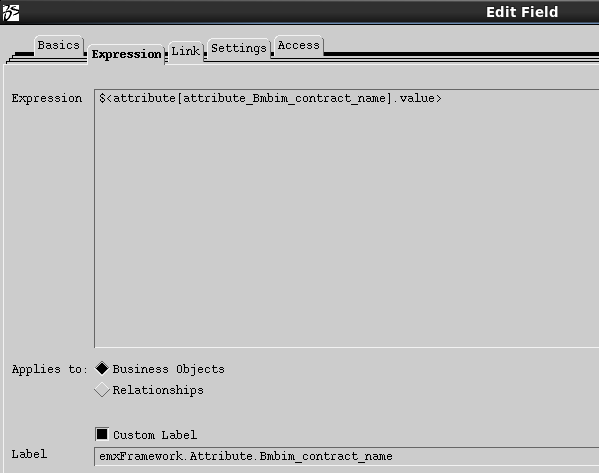 Edit Field
Basics
Expression
Link
Settings
Access
Expression
$<attribute[attribute_Bmbim_contract_name].value>
Applies to:
Business Objects
Relationships
Custom Label
Label
emxFramework.Attribute.Bmbim_contract_name